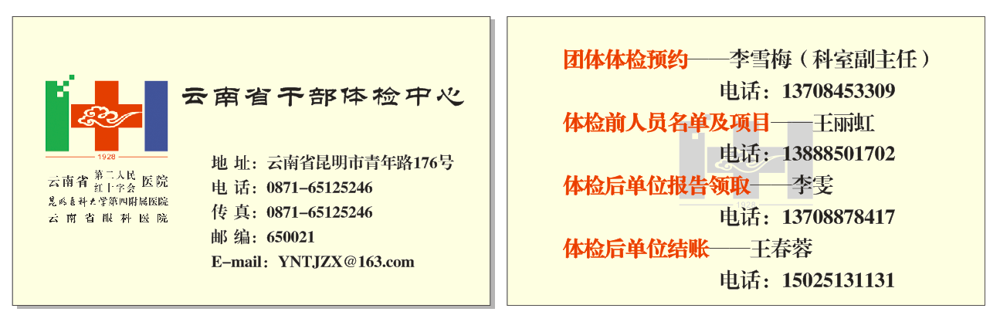 云南省干部体检中心
1928
云南省第二人民医院
红十字会
昆明医科大学第四附属医院
云南省眼科医院
地 址：云南省昆明市青年路176号
电 话：0871-65125246
传 真：0871-65125246
邮 编：650021
E-mail：YNTJZX@163.com
团体体检预约——李雪梅（科室副主任）
电话：13708453309
体检前人员名单及项目——王丽虹
电话：13888501702
体检后单位报告领取——李雯
1928
电话：13708878417
体检后单位结账——王春蓉
电话：15025131131